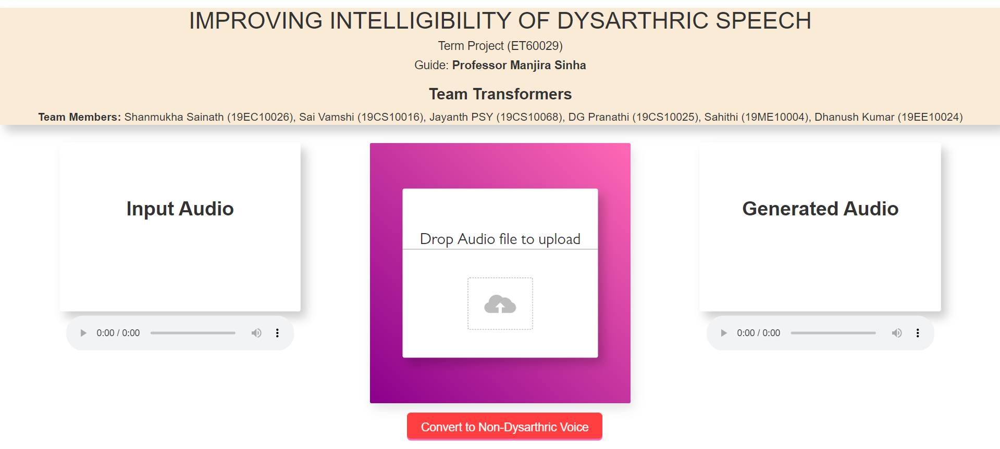 IMPROVING INTELLIGIBILITY OF DYSARTHRIC SPEECH
Term Project (ET60029)
Guide: Professor Manjira Sinha
Team Transformers
Team Members: Shanmukha Sainath (19EC10026), Sai Vamshi (19CS10016), Jayanth PSY (19CS10068), DG Pranathi (19CS10025), Sahithi (19ME10004), Dhanush Kumar (19EE10024)
Input Audio
0:00 / 0:00
Drop Audio file to upload
Generated Audio
0:00 / 0:00
Convert to Non-Dysarthric Voice